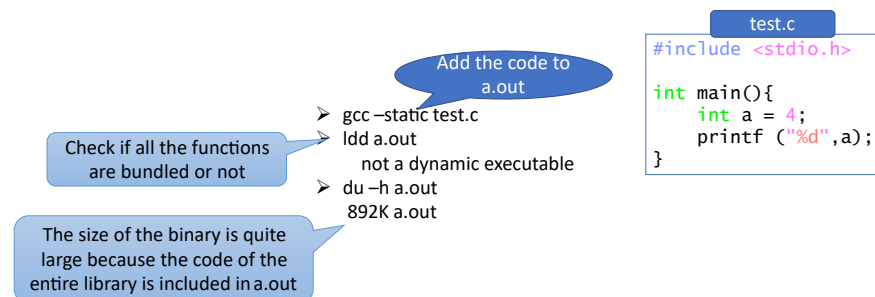 test.c
#include <stdio.h>
int main(){
int a = 4;
printf ("%d",a);
}
Add the code to
a.out
➢ gcc –static test.c
➢ ldd a.out
not a dynamic executable
➢ du –h a.out
892K a.out
Check if all the functions
are bundled or not
The size of the binary is quite
large because the code of the
entire library is included in a.out